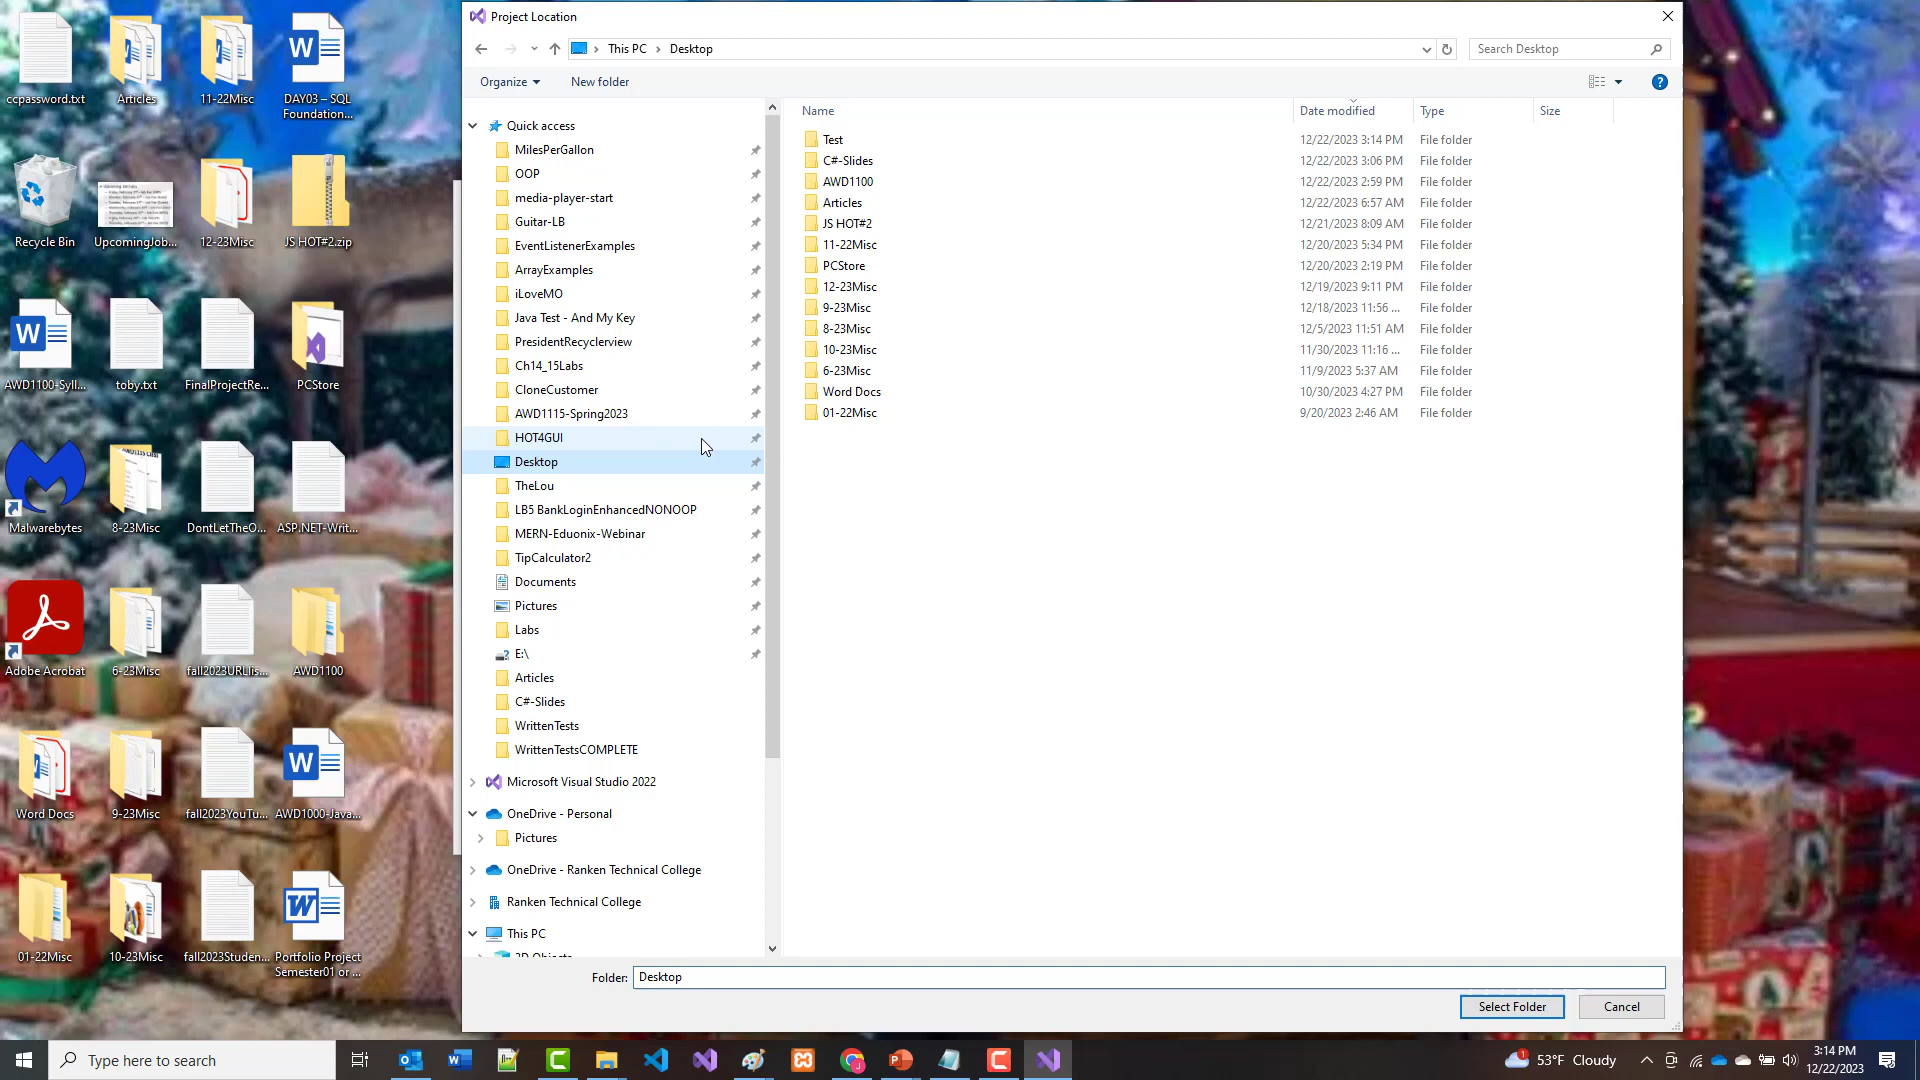 Project Location
This PC
Desktop
Search Desktop
Organize
New folder
Name
Date modified
Type
Size
Quick access
MilesPerGallon
OOP
media-player-start
Guitar-LB
EventListenerExamples
ArrayExamples
iLoveMO
Java Test - And My Key
PresidentRecyclerview
Ch14_15Labs
CloneCustomer
AWD1115-Spring2023
HOT4GUI
Desktop
TheLou
LB5 BankLoginEnhancedNONOOP
MERN-Eduonix-Webinar
TipCalculator2
Documents
Pictures
Labs
E:\
Articles
C#-Slides
WrittenTests
WrittenTestsCOMPLETE
Microsoft Visual Studio 2022
OneDrive - Personal
Pictures
OneDrive - Ranken Technical College
Ranken Technical College
This PC
3D Objects
Test 12/22/2023 3:14 PM File folder
C#-Slides 12/22/2023 3:06 PM File folder
AWD1100 12/22/2023 2:59 PM File folder
Articles 12/22/2023 6:57 AM File folder
JS HOT#2 12/21/2023 8:09 AM File folder
11-22Misc 12/20/2023 5:34 PM File folder
PCStore 12/20/2023 2:19 PM File folder
12-23Misc 12/19/2023 9:11 PM File folder
9-23Misc 12/18/2023 11:56 ... File folder
8-23Misc 12/5/2023 11:51 AM File folder
10-23Misc 11/30/2023 11:16 ... File folder
6-23Misc 11/9/2023 5:37 AM File folder
Word Docs 10/30/2023 4:27 PM File folder
01-22Misc 9/20/2023 2:46 AM File folder
Folder: Desktop
Select Folder
Cancel
ccpassword.txt
Articles
11-22Misc
DAY03 – SQL
Foundation...
Recycle Bin
UpcomingJob...
12-23Misc
JS HOT#2.zip
AWD1100-Syll...
toby.txt
FinalProjectRe...
PCStore
Malwarebytes
8-23Misc
DontLetTheO...
ASP.NET-Writ...
Adobe Acrobat
6-23Misc
fall2023URLlis...
AWD1100
Word Docs
9-23Misc
fall2023YouTu...
AWD1000-Java...
01-22Misc
10-23Misc
fall2023Studen...
Portfolio Project
Semester01 or ...
Type here to search
53°F Cloudy
3:14 PM
12/22/2023